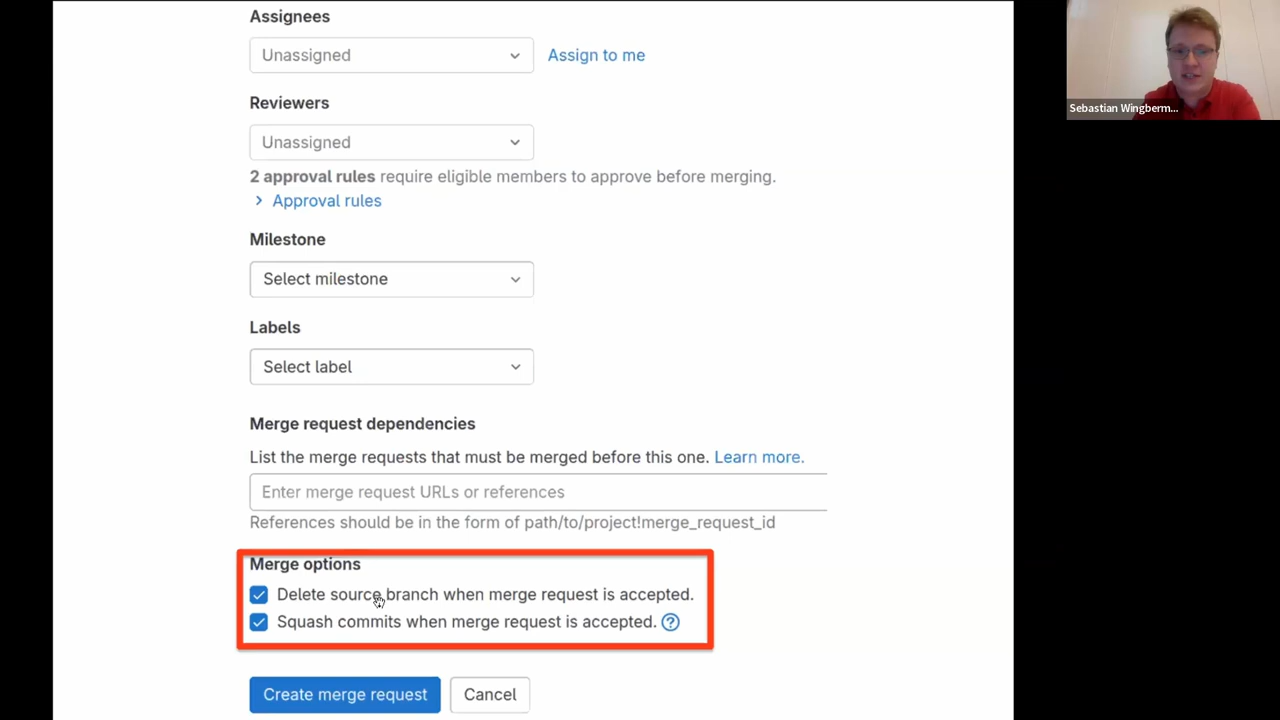 Assignees
Unassigned
Assign to me
Reviewers
Unassigned
2 approval rules require eligible members to approve before merging.
Approval rules
Milestone
Select milestone
Labels
Select label
Merge request dependencies
List the merge requests that must be merged before this one. Learn more.
Enter merge request URLs or references
References should be in the form of path/to/project!merge_request_id
Merge options
Delete source branch when merge request is accepted.
Squash commits when merge request is accepted. ?
Create merge request
Cancel
Sebastian Wingberm...